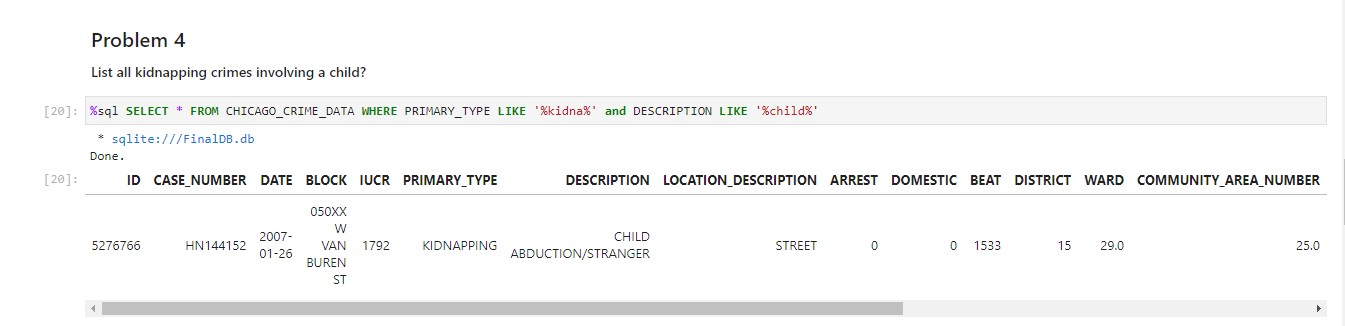 Problem 4
List all kidnapping crimes involving a child?
[20]: %sql SELECT * FROM CHICAGO_CRIME_DATA WHERE PRIMARY_TYPE LIKE '%kidna%' and DESCRIPTION LIKE '%child%'
* sqlite:///FinalDB.db
Done.
[20]: ID CASE_NUMBER DATE BLOCK IUCR PRIMARY_TYPE DESCRIPTION LOCATION_DESCRIPTION ARREST DOMESTIC BEAT DISTRICT WARD COMMUNITY_AREA_NUMBER
050XX
W
5276766 HN144152 2007-01-26 VAN 1792 KIDNAPPING CHILD ABDUCTION/STRANGER STREET 0 0 1533 15 29.0 25.0
BUREN
ST